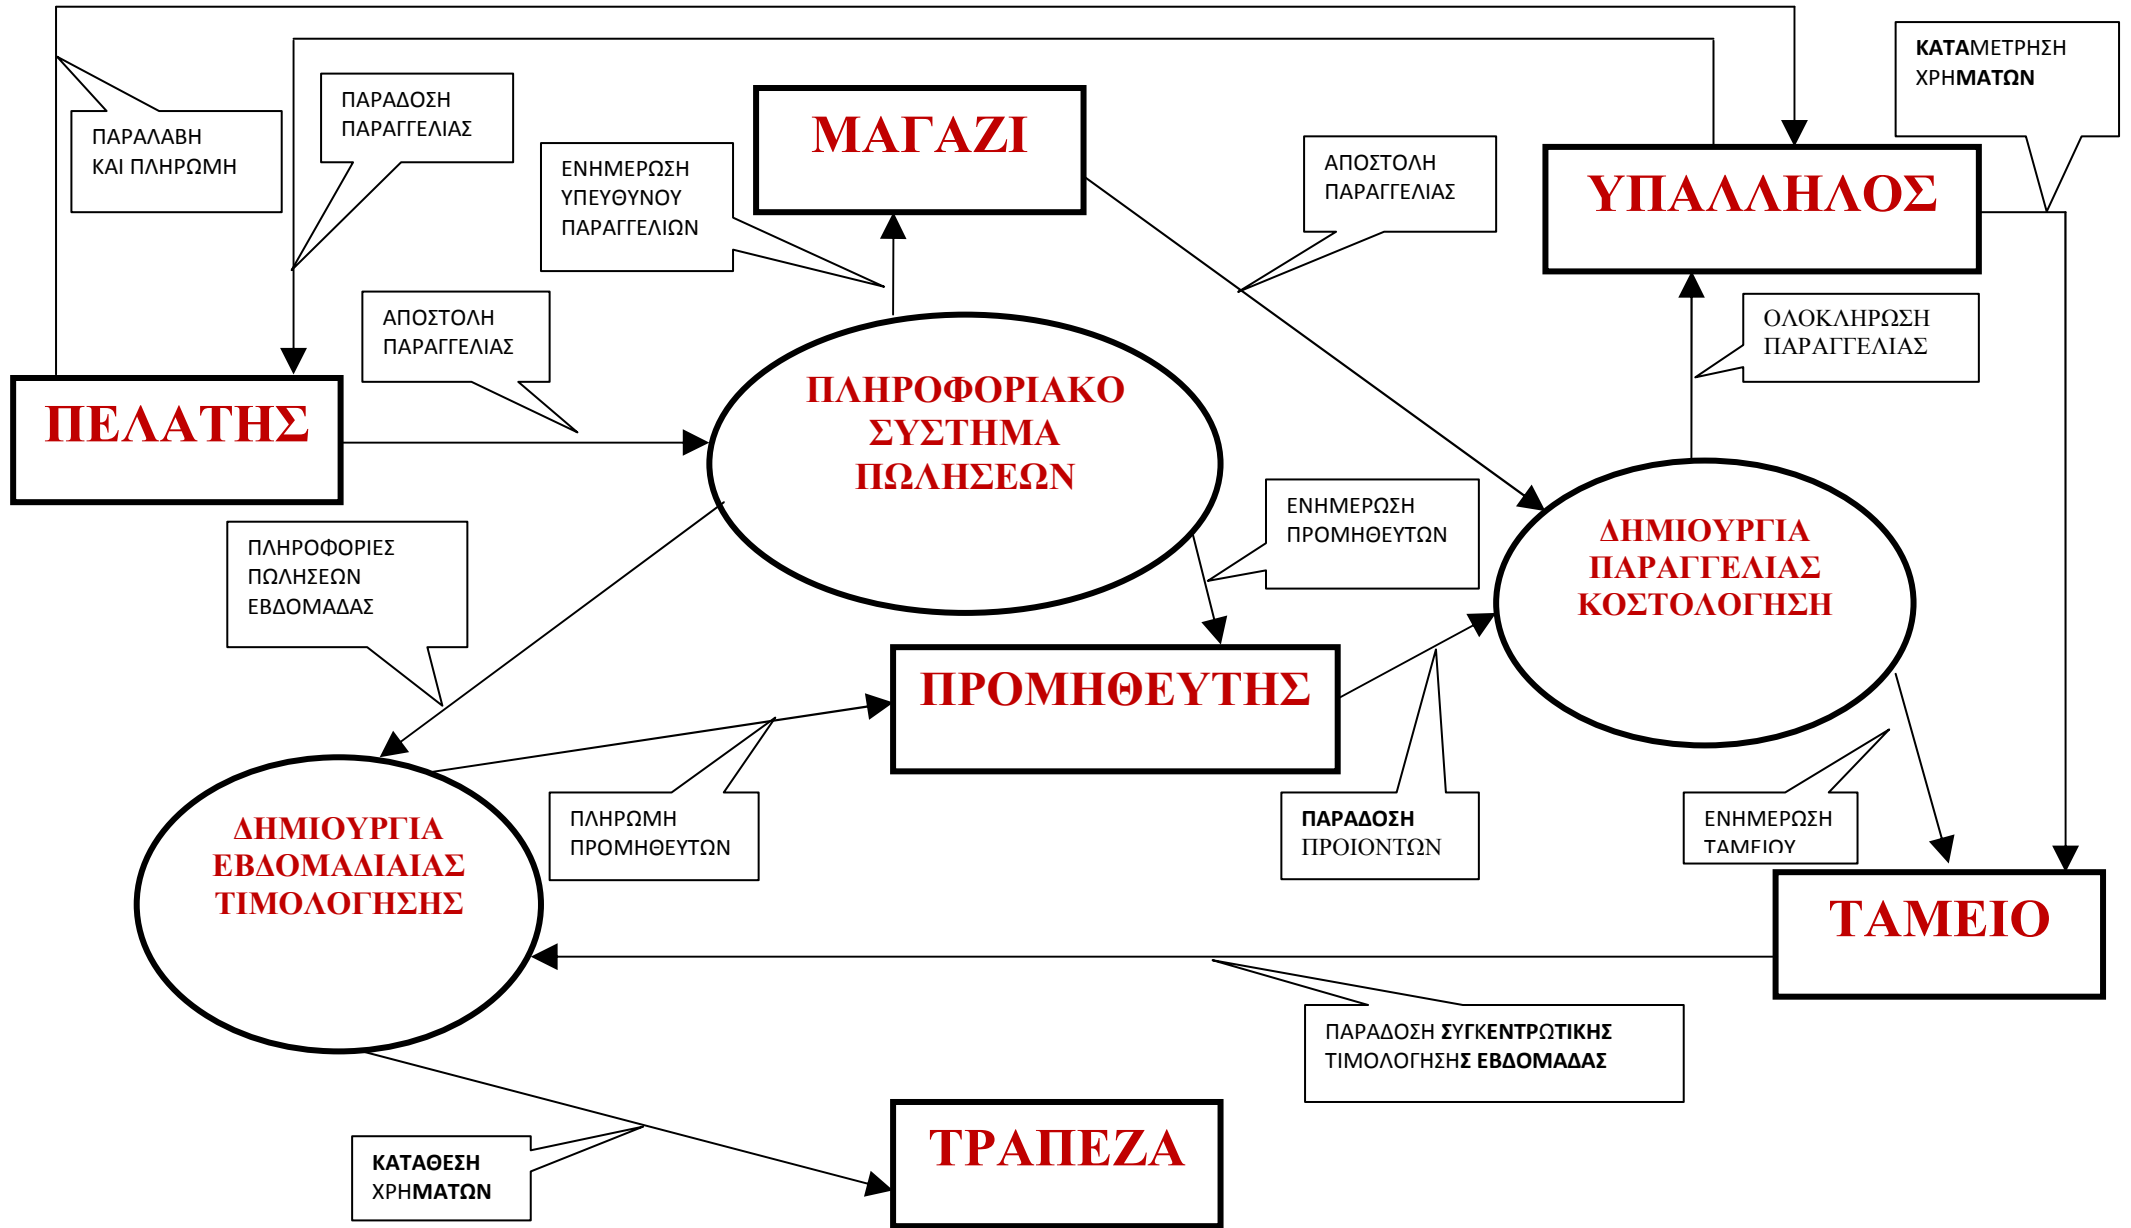 ΚΑΤΑΜΕΤΡΗΣΗ
ΧΡΗΜΑΤΩΝ
ΠΑΡΑΔΟΣΗ
ΠΑΡΑΓΓΕΛΙΑΣ
ΠΑΡΑΛΑΒΗ
ΚΑΙ ΠΛΗΡΩΜΗ
ΜΑΓΑΖΙ
ΕΝΗΜΕΡΩΣΗ
ΥΠΕΥΘΥΝΟΥ
ΠΑΡΑΓΓΕΛΙΩΝ
ΑΠΟΣΤΟΛΗ
ΠΑΡΑΓΓΕΛΙΑΣ
ΥΠΑΛΛΗΛΟΣ
ΑΠΟΣΤΟΛΗ
ΠΑΡΑΓΓΕΛΙΑΣ
ΟΛΟΚΛΗΡΩΣΗ
ΠΑΡΑΓΓΕΛΙΑΣ
ΠΕΛΑΤΗΣ
ΠΛΗΡΟΦΟΡΙΑΚΟ
ΣΥΣΤΗΜΑ
ΠΩΛΗΣΕΩΝ
ΕΝΗΜΕΡΩΣΗ
ΠΡΟΜΗΘΕΥΤΩΝ
ΔΗΜΙΟΥΡΓΙΑ
ΠΑΡΑΓΓΕΛΙΑΣ
ΚΟΣΤΟΛΟΓΗΣΗ
ΠΛΗΡΟΦΟΡΙΕΣ
ΠΩΛΗΣΕΩΝ
ΕΒΔΟΜΑΔΑΣ
ΠΡΟΜΗΘΕΥΤΗΣ
ΠΛΗΡΩΜΗ
ΠΡΟΜΗΘΕΥΤΩΝ
ΠΑΡΑΔΟΣΗ
ΠΡΟΙΟΝΤΩΝ
ΕΝΗΜΕΡΩΣΗ
ΤΑΜΕΙΟΥ
ΔΗΜΙΟΥΡΓΙΑ
ΕΒΔΟΜΑΔΙΑΙΑΣ
ΤΙΜΟΛΟΓΗΣΗΣ
ΤΑΜΕΙΟ
ΠΑΡΑΔΟΣΗ ΣΥΓΚΕΝΤΡΩΤΙΚΗΣ
ΤΙΜΟΛΟΓΗΣΗΣ ΕΒΔΟΜΑΔΑΣ
ΤΡΑΠΕΖΑ
ΚΑΤΑΘΕΣΗ
ΧΡΗΜΑΤΩΝ